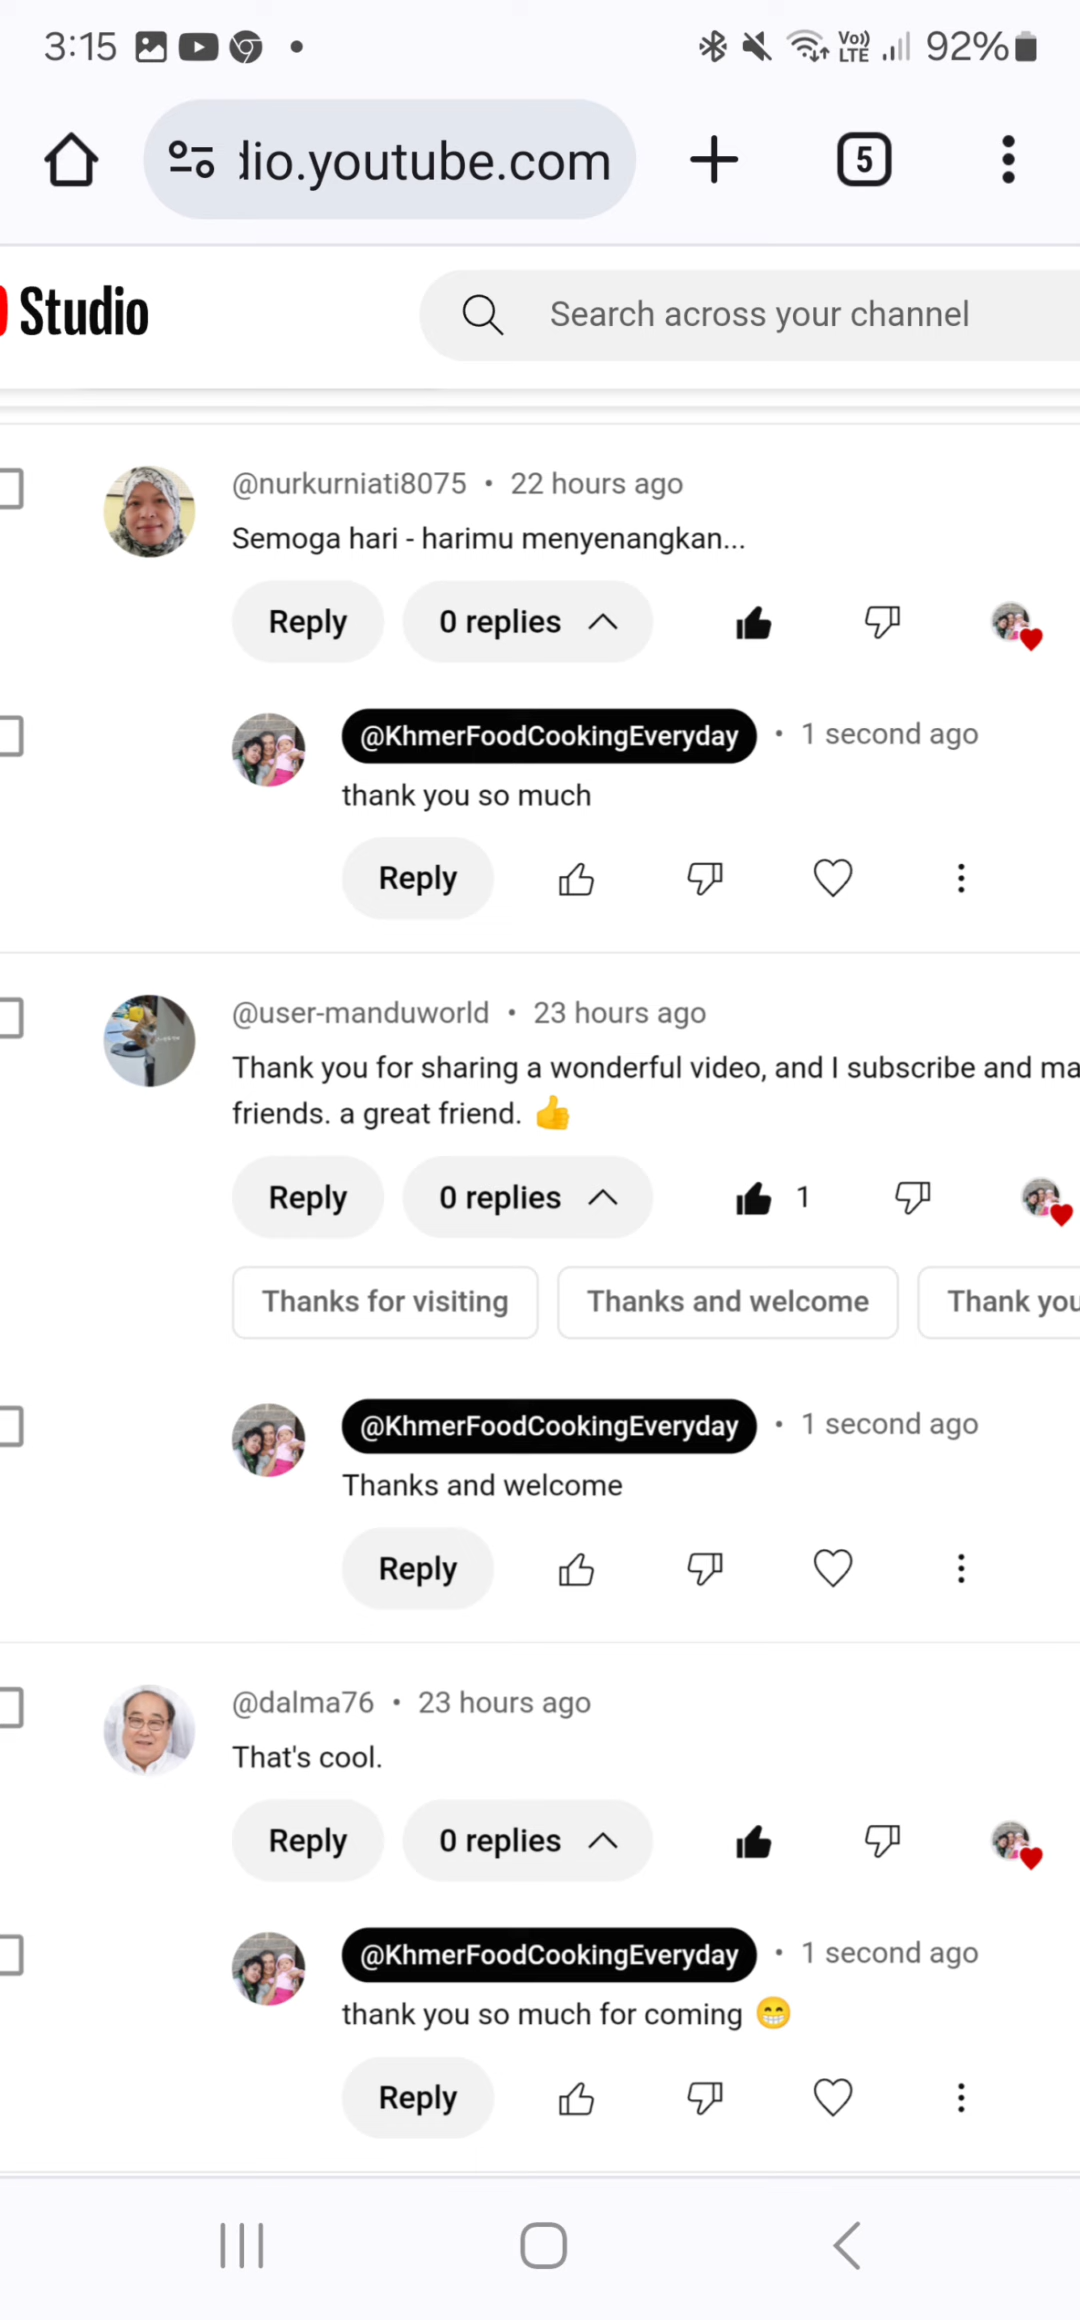 3:15
Vo)) LTE 92%
lio.youtube.com
5
Studio
Search across your channel
@nurkurniati8075 • 22 hours ago
Semoga hari - harimu menyenangkan...
Reply
0 replies
@KhmerFoodCookingEveryday • 1 second ago
thank you so much
Reply
@user-manduworld • 23 hours ago
Thank you for sharing a wonderful video, and I subscribe and ma
friends. a great friend. 👍
Reply
0 replies
1
Thanks for visiting
Thanks and welcome
Thank you
@KhmerFoodCookingEveryday • 1 second ago
Thanks and welcome
Reply
@dalma76 • 23 hours ago
That's cool.
Reply
0 replies
@KhmerFoodCookingEveryday • 1 second ago
thank you so much for coming 😁
Reply